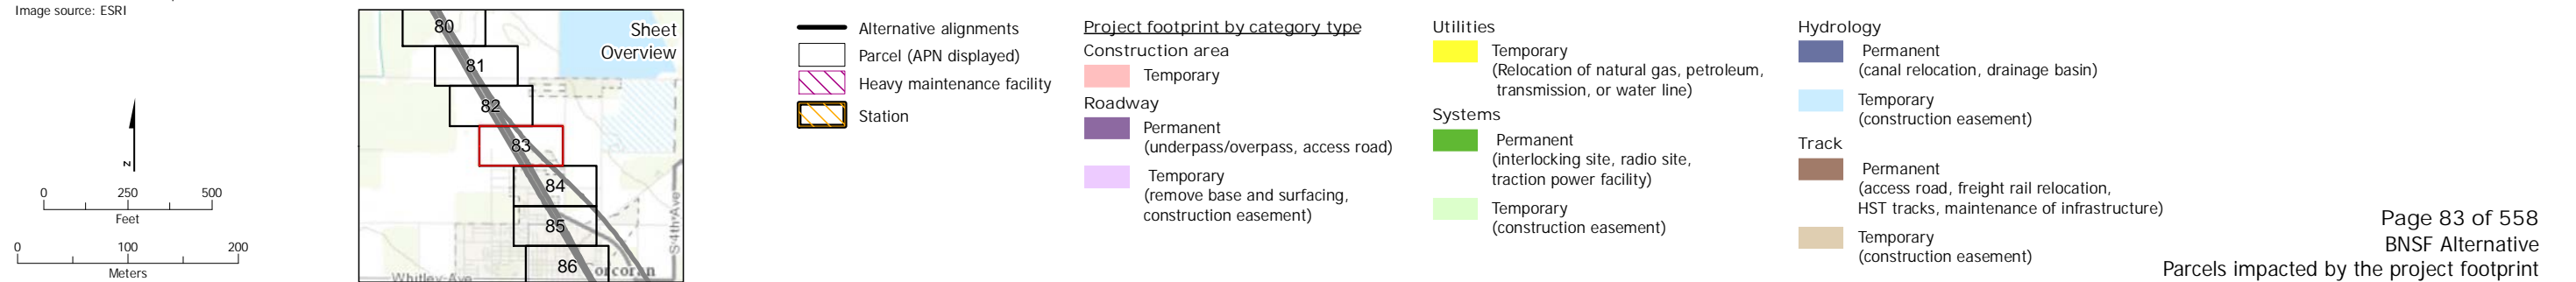 Image source: ESRI
N
0 250 500
Feet
0 100 200
Meters
Sheet
Overview
80
81
82
83
84
85
86
S 4th Ave
Whitley Ave
Corcoran
Alternative alignments
Parcel (APN displayed)
Heavy maintenance facility
Station
Project footprint by category type
Construction area
Temporary
Roadway
Permanent
(underpass/overpass, access road)
Temporary
(remove base and surfacing,
construction easement)
Utilities
Temporary
(Relocation of natural gas, petroleum,
transmission, or water line)
Systems
Permanent
(interlocking site, radio site,
traction power facility)
Temporary
(construction easement)
Hydrology
Permanent
(canal relocation, drainage basin)
Temporary
(construction easement)
Track
Permanent
(access road, freight rail relocation,
HST tracks, maintenance of infrastructure)
Temporary
(construction easement)
Page 83 of 558
BNSF Alternative
Parcels impacted by the project footprint